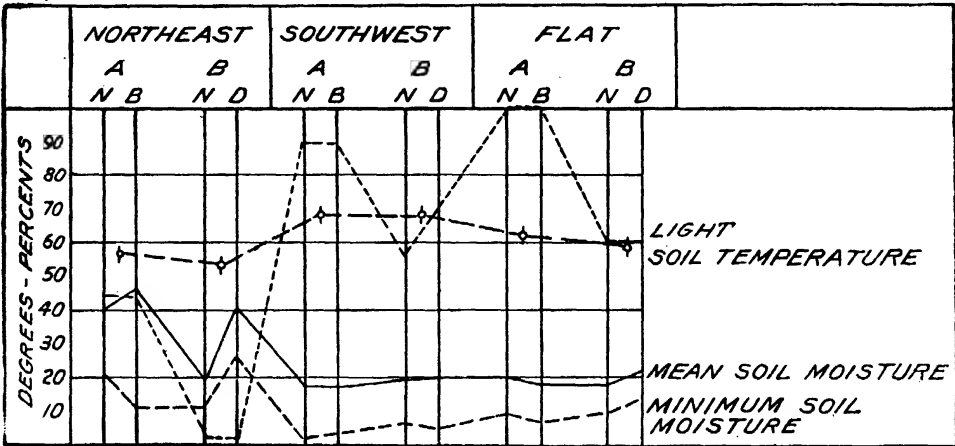 NORTHEAST SOUTHWEST FLAT
A B A B A B
N B N D N B N D N B N D
DEGREES - PERCENTS
90
80
70
60
50
40
30
20
10
LIGHT
SOIL TEMPERATURE
MEAN SOIL MOISTURE
MINIMUM SOIL
MOISTURE